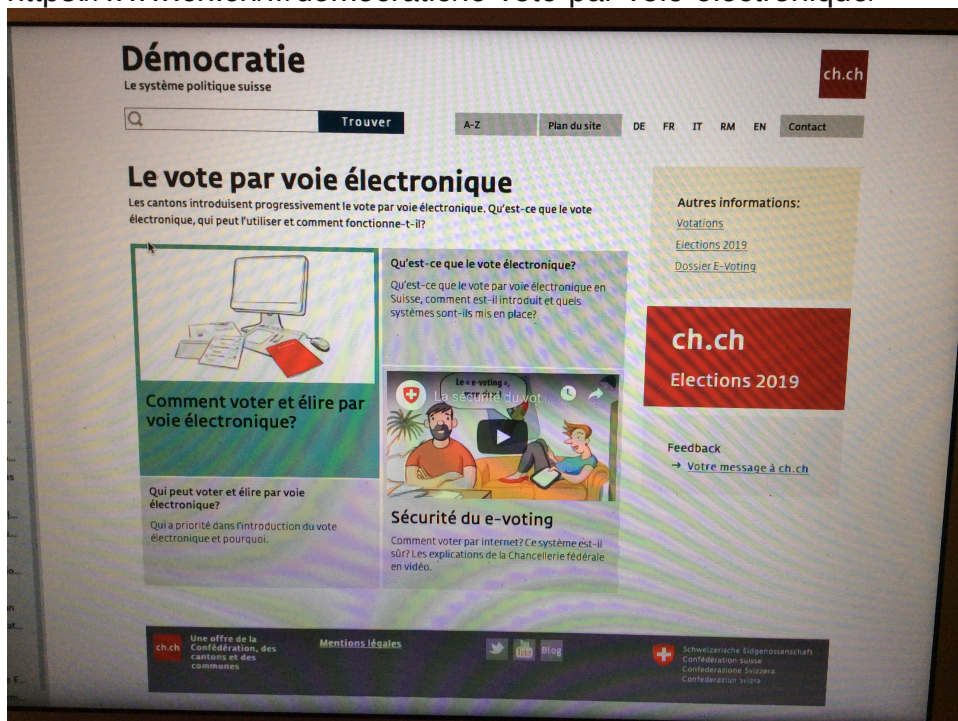 Démocratie
Le système politique suisse
ch.ch
Trouver
A-Z
Plan du site
DE FR IT RM EN
Contact
Le vote par voie électronique
Les cantons introduisent progressivement le vote par voie électronique. Qu'est-ce que le vote
électronique, qui peut l'utiliser et comment fonctionne-t-il?
Autres informations:
Votations
Elections 2019
Dossier E-Voting
Comment voter et élire par
voie électronique?
Qu'est-ce que le vote électronique?
Qu'est-ce que le vote par voie électronique en
Suisse, comment est-il introduit et quels
systèmes sont-ils mis en place?
Le « e-voting »,
La sécurité du vot...
ch.ch
Elections 2019
Feedback
→ Votre message à ch.ch
Qui peut voter et élire par voie
électronique?
Qui a priorité dans l'introduction du vote
électronique et pourquoi.
Sécurité du e-voting
Comment voter par internet? Ce système est-il
sûr? Les explications de la Chancellerie fédérale
en vidéo.
ch.ch
Une offre de la
Confédération, des
cantons et des
communes
Mentions légales
You
Tube
Blog
Schweizerische Eidgenossenschaft
Confédération suisse
Confederazione Svizzera
Confederaziun svizra